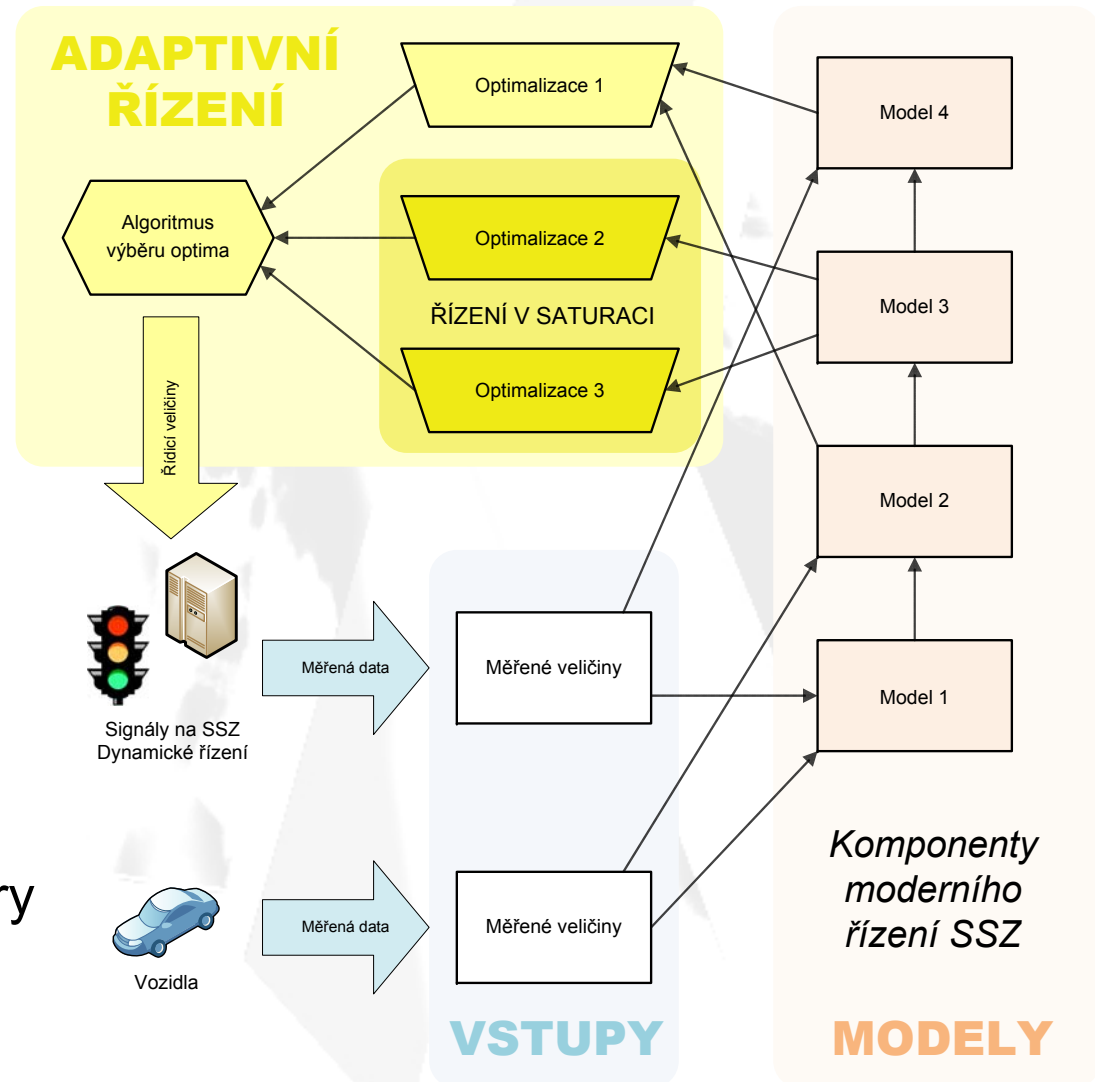 ADAPTIVNÍ
ŘÍZENÍ
Optimalizace 1
Model 4
Algoritmus
výběru optima
Optimalizace 2
ŘÍZENÍ V SATURACI
Model 3
Optimalizace 3
Řídicí veličiny
Model 2
Měřená data
Měřené veličiny
Model 1
Signály na SSZ
Dynamické řízení
Komponenty
moderního
řízení SSZ
ry
Měřená data
Měřené veličiny
Vozidla
VSTUPY
MODELY